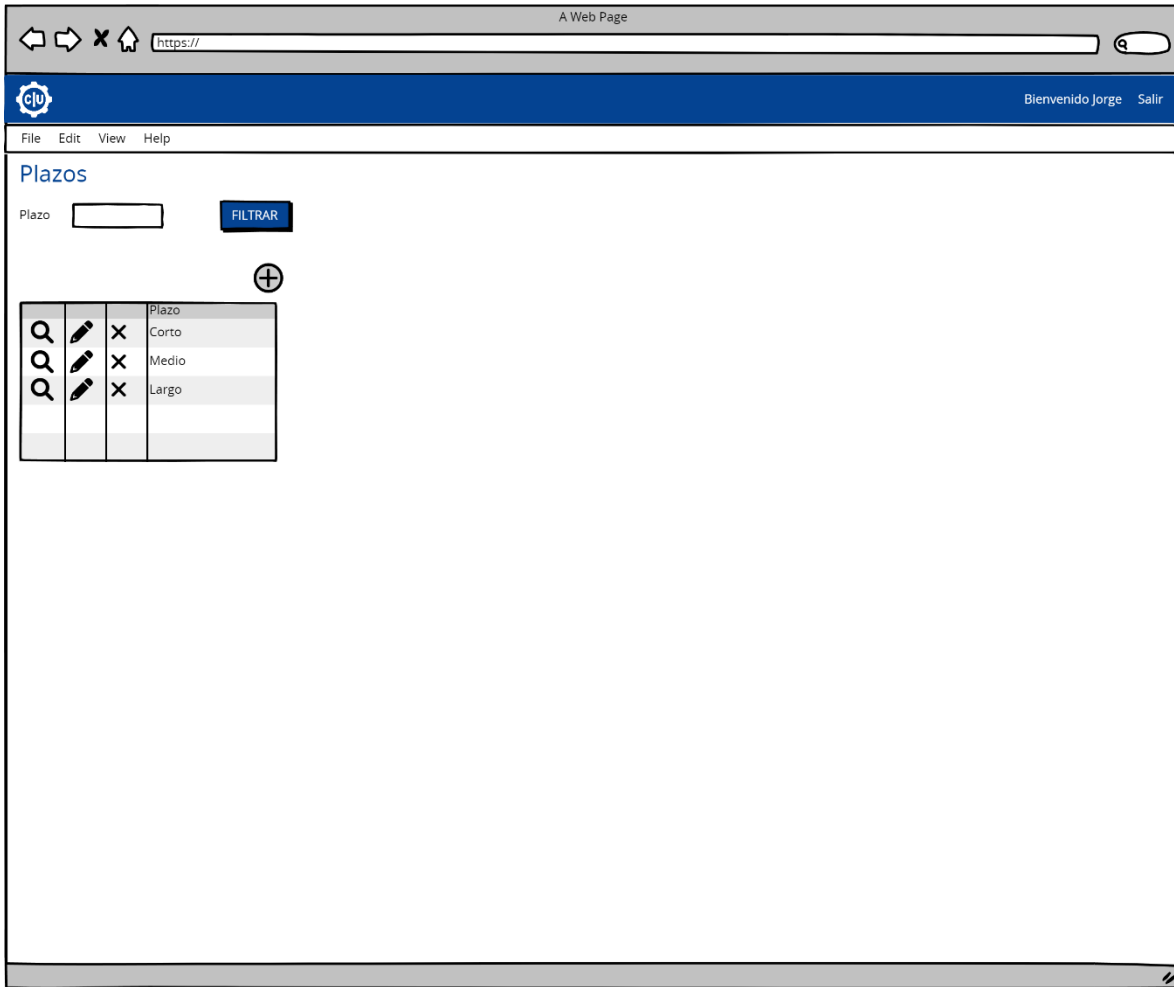 A Web Page
https://
c|u
Bienvenido Jorge Salir
File Edit View Help
Plazos
Plazo FILTRAR
Plazo
Corto
Medio
Largo